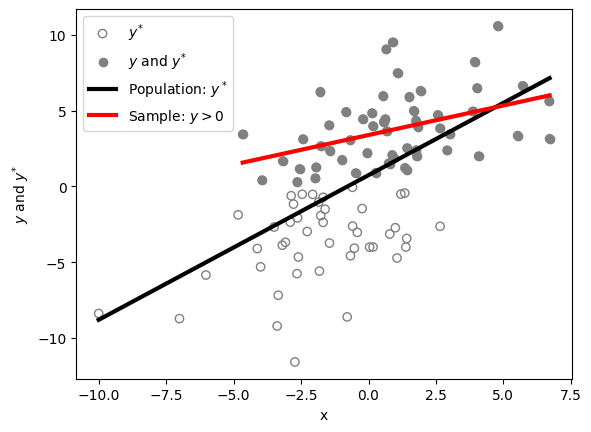 y*
y and y*
Population: y*
Sample: y > 0
y and y*
10
5
0
−5
−10
−10.0
−7.5
−5.0
−2.5
0.0
2.5
5.0
7.5
x